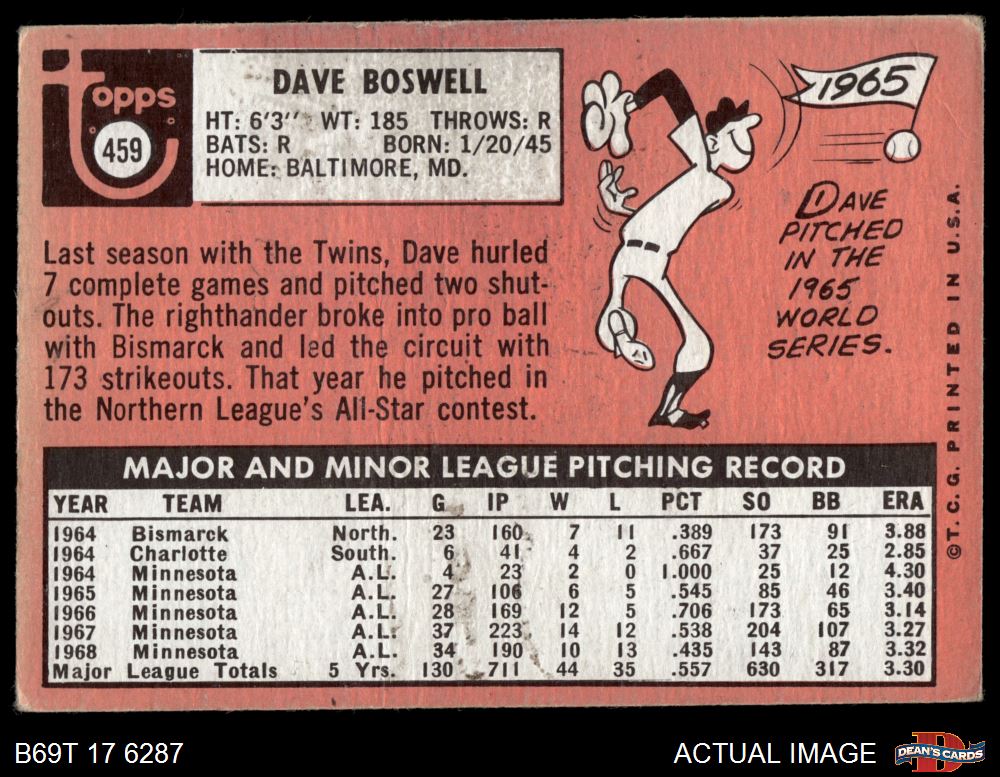 topps
459
DAVE BOSWELL
HT: 6'3" WT: 185 THROWS: R
BATS: R BORN: 1/20/45
HOME: BALTIMORE, MD.
1965
DAVE
PITCHED
IN THE
1965
WORLD
SERIES.
Last season with the Twins, Dave hurled
7 complete games and pitched two shut-
outs. The righthander broke into pro ball
with Bismarck and led the circuit with
173 strikeouts. That year he pitched in
the Northern League's All-Star contest.
MAJOR AND MINOR LEAGUE PITCHING RECORD
YEAR TEAM LEA. G IP W L PCT SO BB ERA
1964 Bismarck North. 23 160 7 11 .389 173 91 3.88
1964 Charlotte South. 6 41 4 2 .667 37 25 2.85
1964 Minnesota A.L. 4 23 2 0 1.000 25 12 4.30
1965 Minnesota A.L. 27 106 6 5 .545 85 46 3.40
1966 Minnesota A.L. 28 169 12 5 .706 173 65 3.14
1967 Minnesota A.L. 37 223 14 12 .538 204 107 3.27
1968 Minnesota A.L. 34 190 10 13 .435 143 87 3.32
Major League Totals 5 Yrs. 130 711 44 35 .557 630 317 3.30
©T.C.G. PRINTED IN U.S.A.
B69T 17 6287
ACTUAL IMAGE
D
DEAN'S CARDS